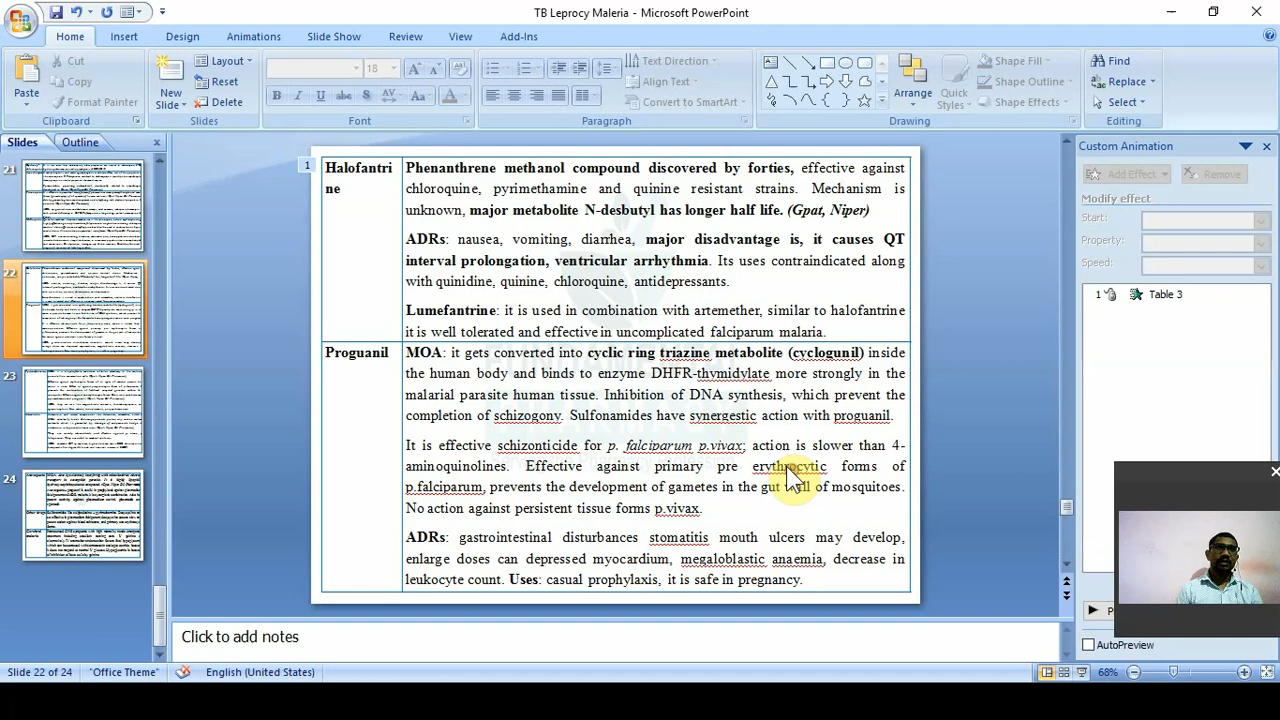 TB Leprocy Maleria - Microsoft PowerPoint
Home Insert Design Animations Slide Show Review View Add-Ins
Paste Cut Copy Format Painter
Clipboard
New Slide Layout Reset Delete
Slides
18
B I U abc S AV Aa A
Font
Text Direction
Align Text
Convert to SmartArt
Paragraph
Arrange Quick Styles
Shape Fill
Shape Outline
Shape Effects
Drawing
Find
Replace
Select
Editing
Slides Outline
21
22
23
24
1
Halofantri
ne
Phenanthrene methanol compound discovered by forties, effective against
chloroquine, pyrimethamine and quinine resistant strains. Mechanism is
unknown, major metabolite N-desbutyl has longer half life (Gpat, Niper)
ADRs: nausea, vomiting, diarrhea, major disadvantage is, it causes QT
interval prolongation, ventricular arrhythmia. Its uses contraindicated along
with quinidine, quinine, chloroquine, antidepressants.
Lumefantrine: it is used in combination with artemether, similar to halofantrine
it is well tolerated and effective in uncomplicated falciparm malaria.
Proguanil
MOA: it gets converted into cyclic ring triazine metabolite (cyclogunil) inside
the human body and binds to enzyme DHFR-thymidylate more strongly in the
malarial parasite human tissue. Inhibition of DNA synthesis, which prevent the
completion of schizogony. Sulfonamides have synergestic action with progianil.
It is effective schizonticide for p. falciparum p.vivax, action is slower than 4-
aminoquinolines. Effective against primary pre erythrocytic forms of
p.falciparum, prevents the development of gametes in the gut of mosquitoes.
No action against persistent tissue forms p.vivax.
ADRs: gastrointestinal disturbances stomatitis mouth ulcers may develop,
enlarge doses can depressed myocardium, megaloblastic anaemia, decrease in
leukocyte count. Uses: casual prophylaxis, it is safe in pregnancy.
Custom Animation
Add Effect Remove
Modify effect
Start:
Property:
Speed:
1 Table 3
AutoPreview
Click to add notes
Slide 22 of 24 "Office Theme" English (United States) 68%